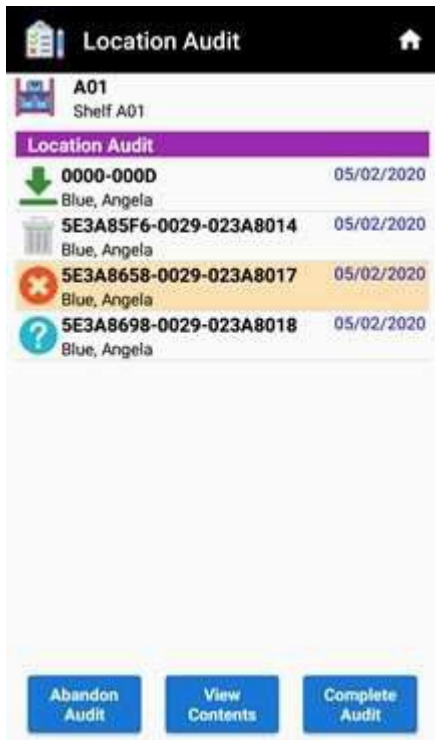 Location Audit
A01
Shelf A01
Location Audit
0000-000D 05/02/2020
Blue, Angela
5E3A85F6-0029-023A8014 05/02/2020
Blue, Angela
5E3A8658-0029-023A8017 05/02/2020
Blue, Angela
5E3A8698-0029-023A8018 05/02/2020
Blue, Angela
Abandon Audit
View Contents
Complete Audit